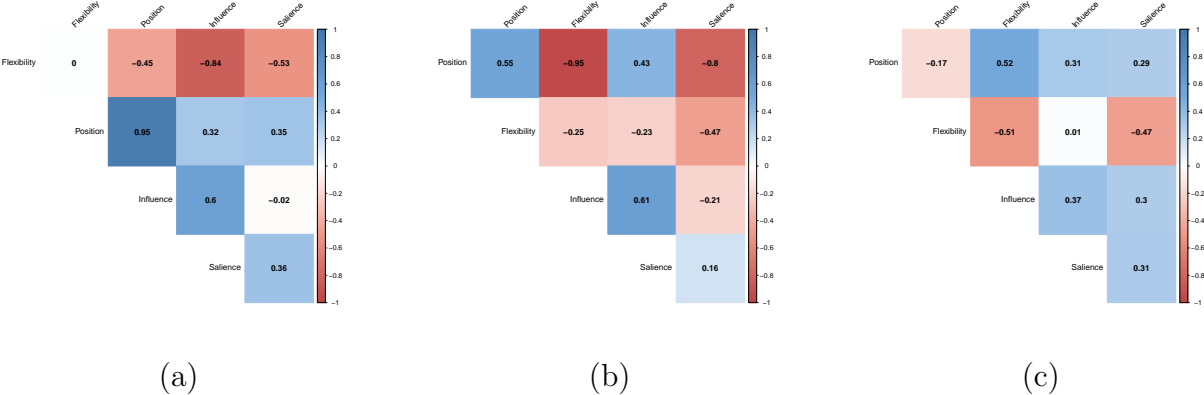 Flexibility Position Influence Salience
Flexibility 0 −0.45 −0.84 −0.53
Position 0.95 0.32 0.35
Influence 0.6 −0.02
Salience 0.36
1
0.8
0.6
0.4
0.2
0
−0.2
−0.4
−0.6
−0.8
−1
(a)
Position Flexibility Influence Salience
Position 0.55 −0.95 0.43 −0.8
Flexibility −0.25 −0.23 −0.47
Influence 0.61 −0.21
Salience 0.16
1
0.8
0.6
0.4
0.2
0
−0.2
−0.4
−0.6
−0.8
−1
(b)
Position Flexibility Influence Salience
Position −0.17 0.52 0.31 0.29
Flexibility −0.51 0.01 −0.47
Influence 0.37 0.3
Salience 0.31
1
0.8
0.6
0.4
0.2
0
−0.2
−0.4
−0.6
−0.8
−1
(c)